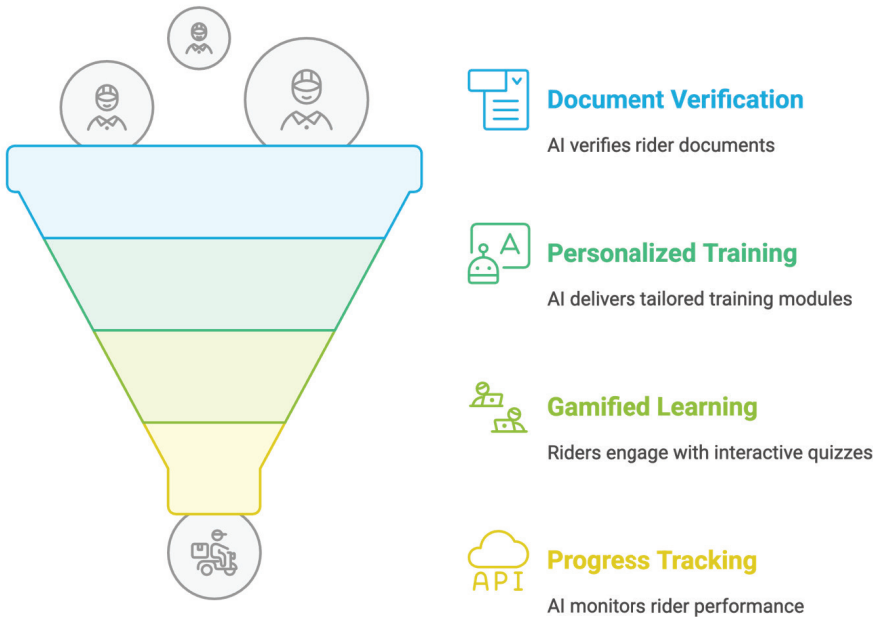 Document Verification
AI verifies rider documents
A
Personalized Training
AI delivers tailored training modules
Gamified Learning
Riders engage with interactive quizzes
API
Progress Tracking
AI monitors rider performance